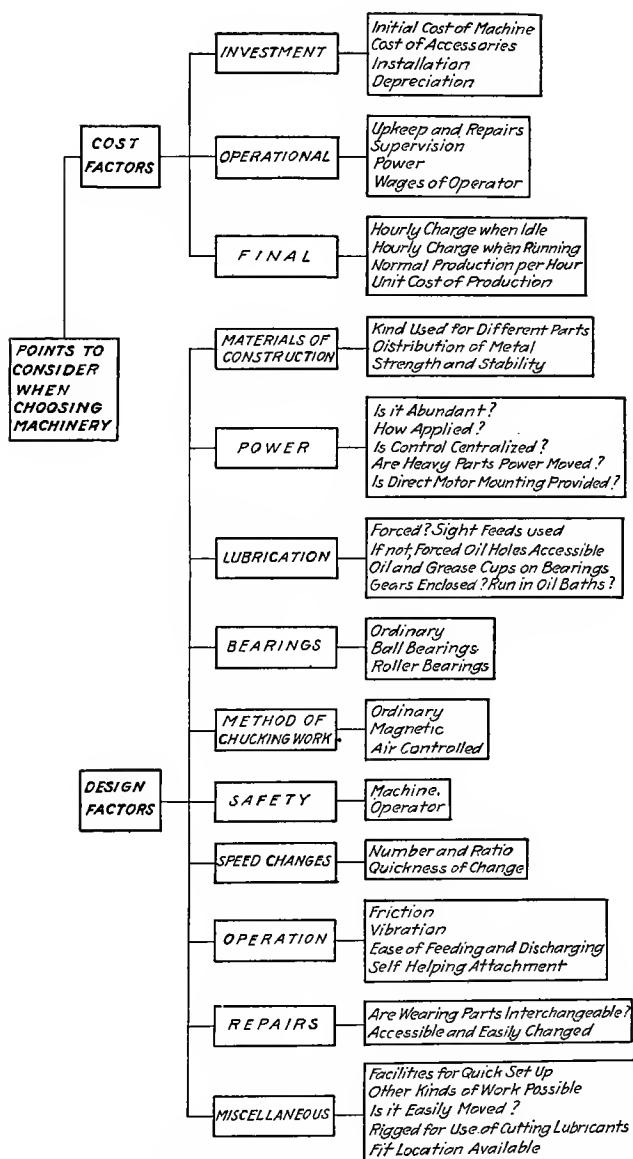 POINTS TO
CONSIDER
WHEN
CHOOSING
MACHINERY
COST
FACTORS
INVESTMENT
Initial Cost of Machine
Cost of Accessories
Installation
Depreciation
OPERATIONAL
Upkeep and Repairs
Supervision
Power
Wages of Operator
FINAL
Hourly Charge when Idle
Hourly Charge when Running
Normal Production per Hour
Unit Cost of Production
DESIGN
FACTORS
MATERIALS OF
CONSTRUCTION
Kind Used for Different Parts
Distribution of Metal
Strength and Stability
POWER
Is it Abundant?
How Applied?
Is Control Centralized?
Are Heavy Parts Power Moved?
Is Direct Motor Mounting Provided?
LUBRICATION
Forced? Sight Feeds used
If not, Forced Oil Holes Accessible
Oil and Grease Cups on Bearings
Gears Enclosed? Run in Oil Baths?
BEARINGS
Ordinary
Ball Bearings
Roller Bearings
METHOD OF
CHUCKING WORK
Ordinary
Magnetic
Air Controlled
SAFETY
Machine.
Operator
SPEED CHANGES
Number and Ratio
Quickness of Change
OPERATION
Friction
Vibration
Ease of Feeding and Discharging
Self Helping Attachment
REPAIRS
Are Wearing Parts Interchangeable?
Accessible and Easily Changed
MISCELLANEOUS
Facilities for Quick Set Up
Other Kinds of Work Possible
Is it Easily Moved?
Rigged for Use of Cutting Lubricants
Fit Location Available